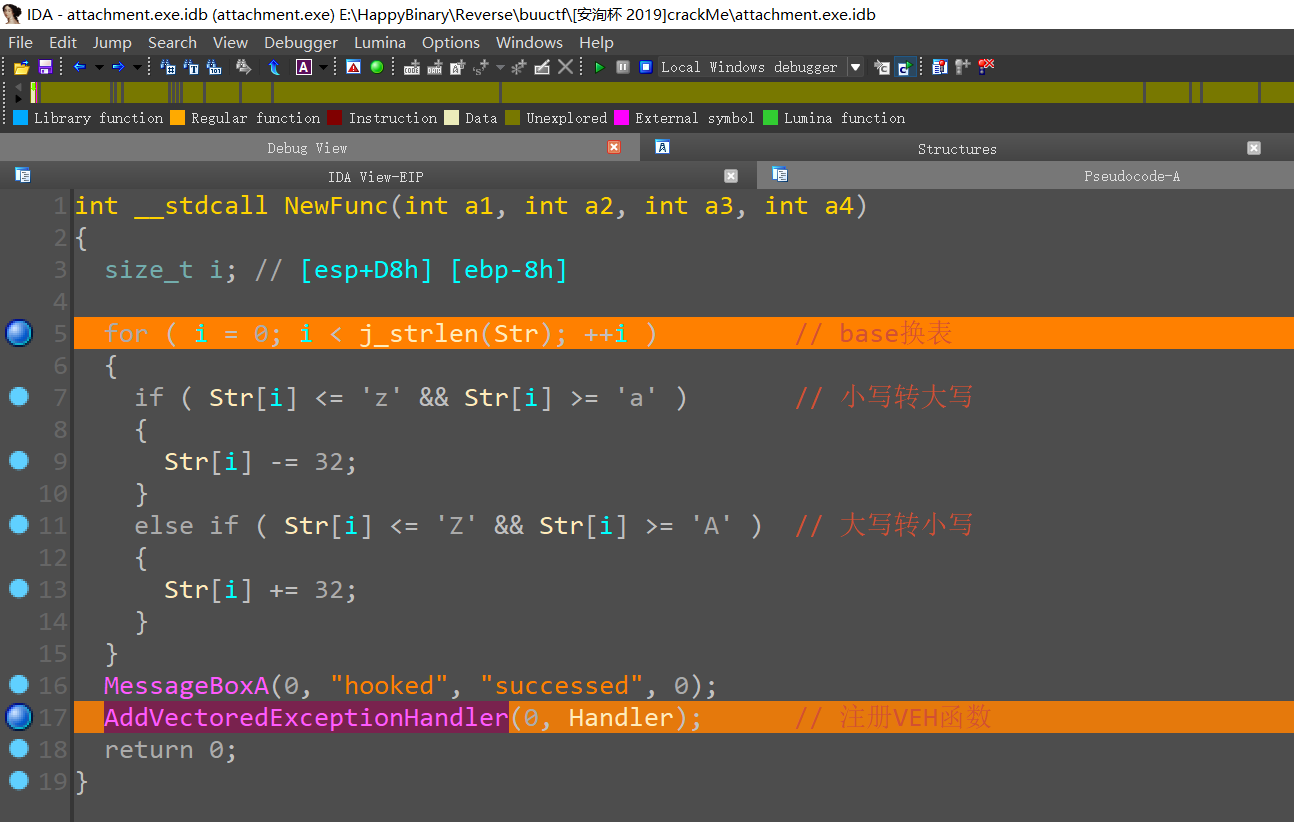 IDA - attachment.exe.idb (attachment.exe) E:\HappyBinary\Reverse\buuctf\[安洵杯 2019]crackMe\attachment.exe.idb
File Edit Jump Search View Debugger Lumina Options Windows Help
Local Windows debugger
Library function Regular function Instruction Data Unexplored External symbol Lumina function
Debug View Structures
IDA View-EIP Pseudocode-A
1 int __stdcall NewFunc(int a1, int a2, int a3, int a4)
2 {
3 size_t i; // [esp+D8h] [ebp-8h]
4
5 for ( i = 0; i < j_strlen(Str); ++i ) // base换表
6 {
7 if ( Str[i] <= 'z' && Str[i] >= 'a' ) // 小写转大写
8 {
9 Str[i] -= 32;
10 }
11 else if ( Str[i] <= 'Z' && Str[i] >= 'A' ) // 大写转小写
12 {
13 Str[i] += 32;
14 }
15 }
16 MessageBoxA(0, "hooked", "successed", 0);
17 AddVectoredExceptionHandler(0, Handler); // 注册VEH函数
18 return 0;
19 }